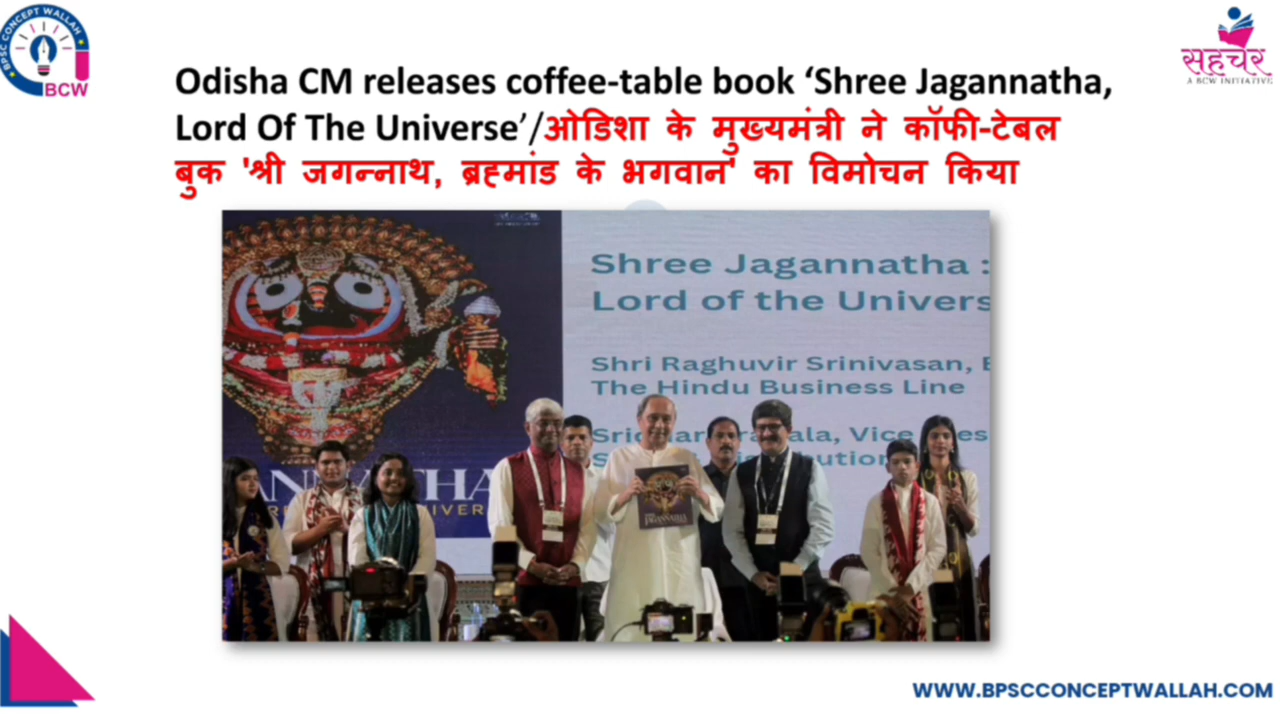 BPSC CONCEPT WALLAH
BCW
सहचर
A BCW INITIATIVE
Odisha CM releases coffee-table book ‘Shree Jagannatha,
Lord Of The Universe’/ओडिशा के मुख्यमंत्री ने कॉफी-टेबल
बुक 'श्री जगन्नाथ, ब्रह्मांड के भगवान' का विमोचन किया
Shree Jagannatha :
Lord of the Univers
Shri Raghuvir Srinivasan, E
The Hindu Business Line
Vice
WWW.BPSCCONCEPTWALLAH.COM